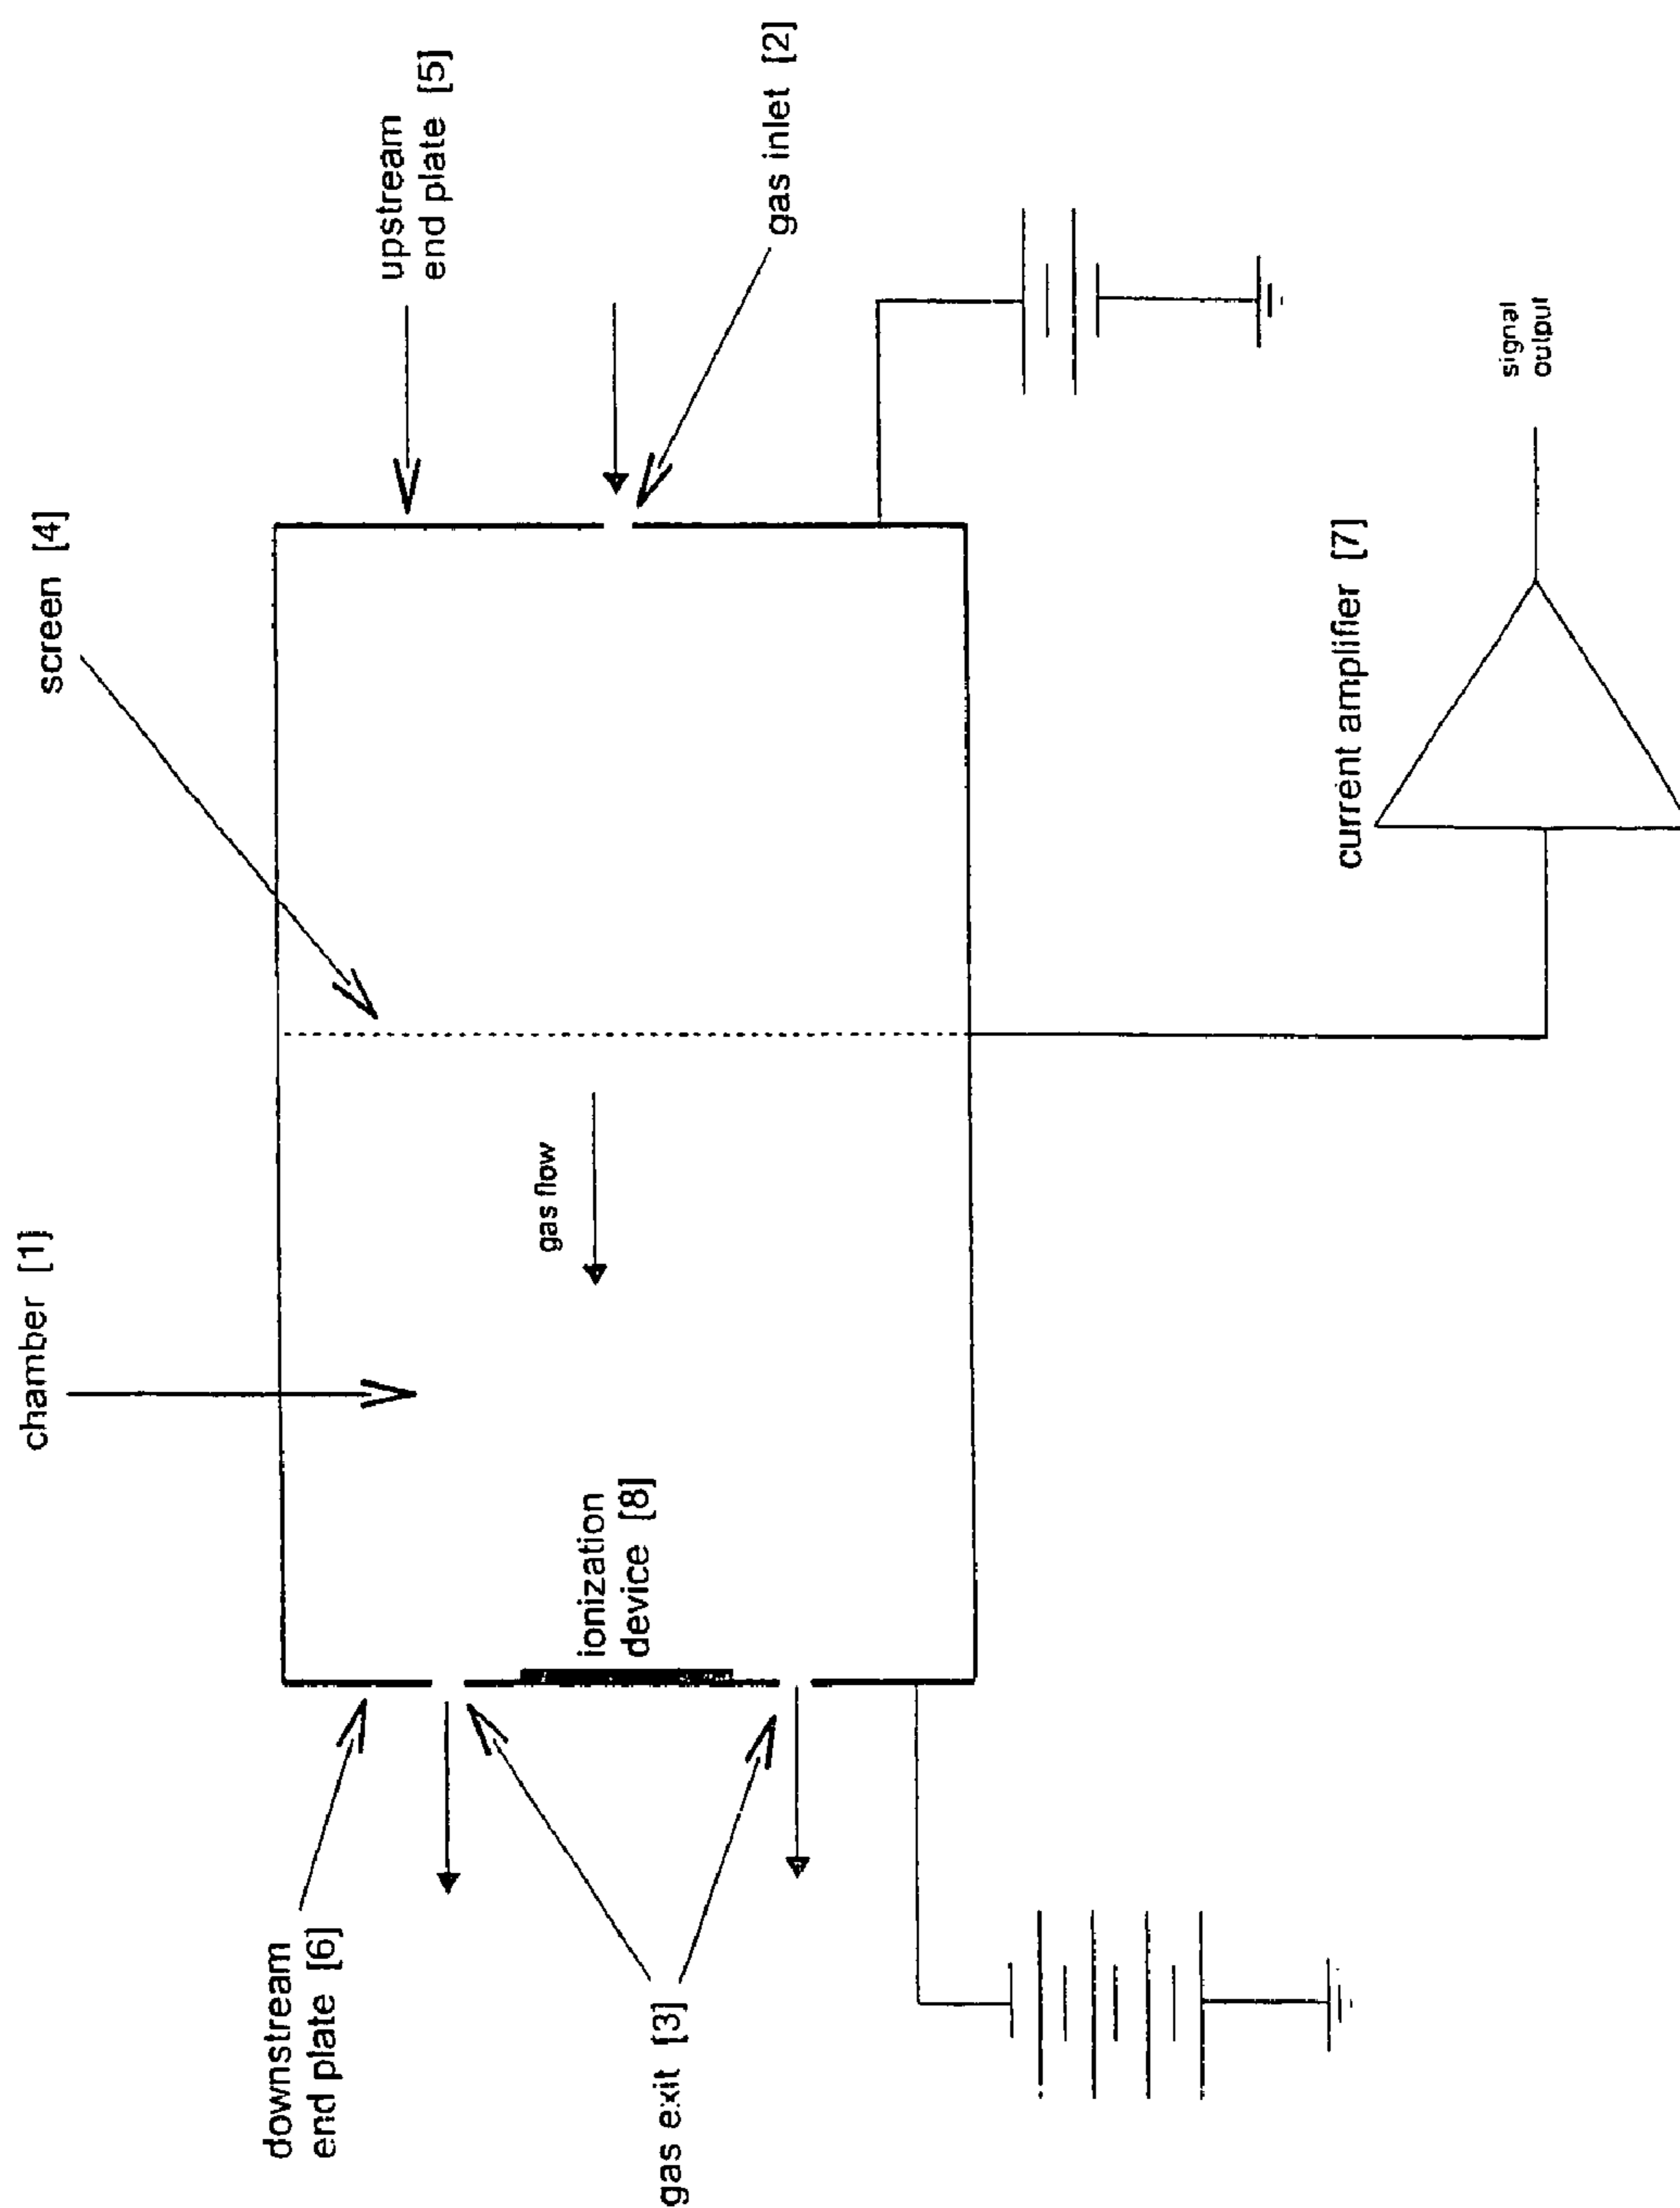 chamber [1]
screen [4]
downstream
end plate [6]
upstream
end plate [5]
gas flow
ionization
device [8]
gas exit [3]
gas inlet [2]
current amplifier [7]
signal
output